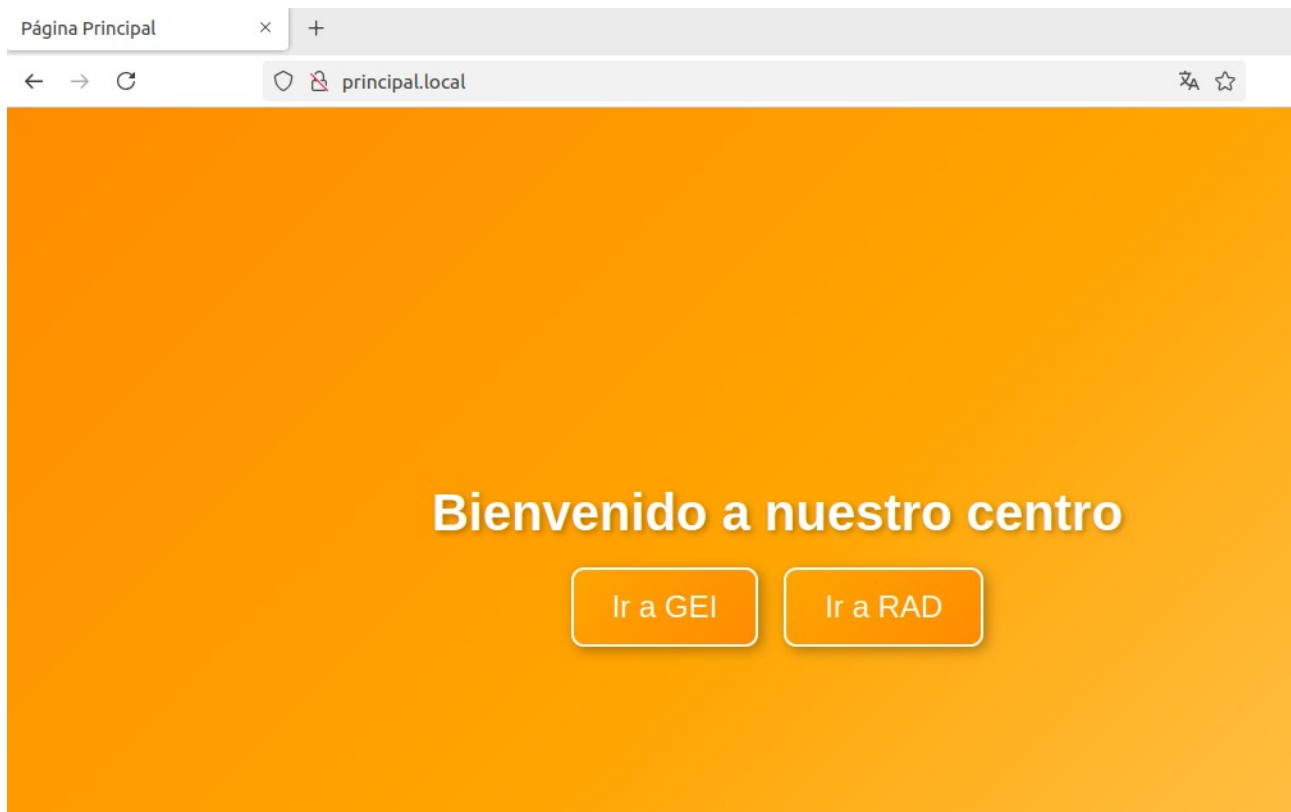 Página Principal
principal.local
Bienvenido a nuestro centro
Ir a GEI
Ir a RAD